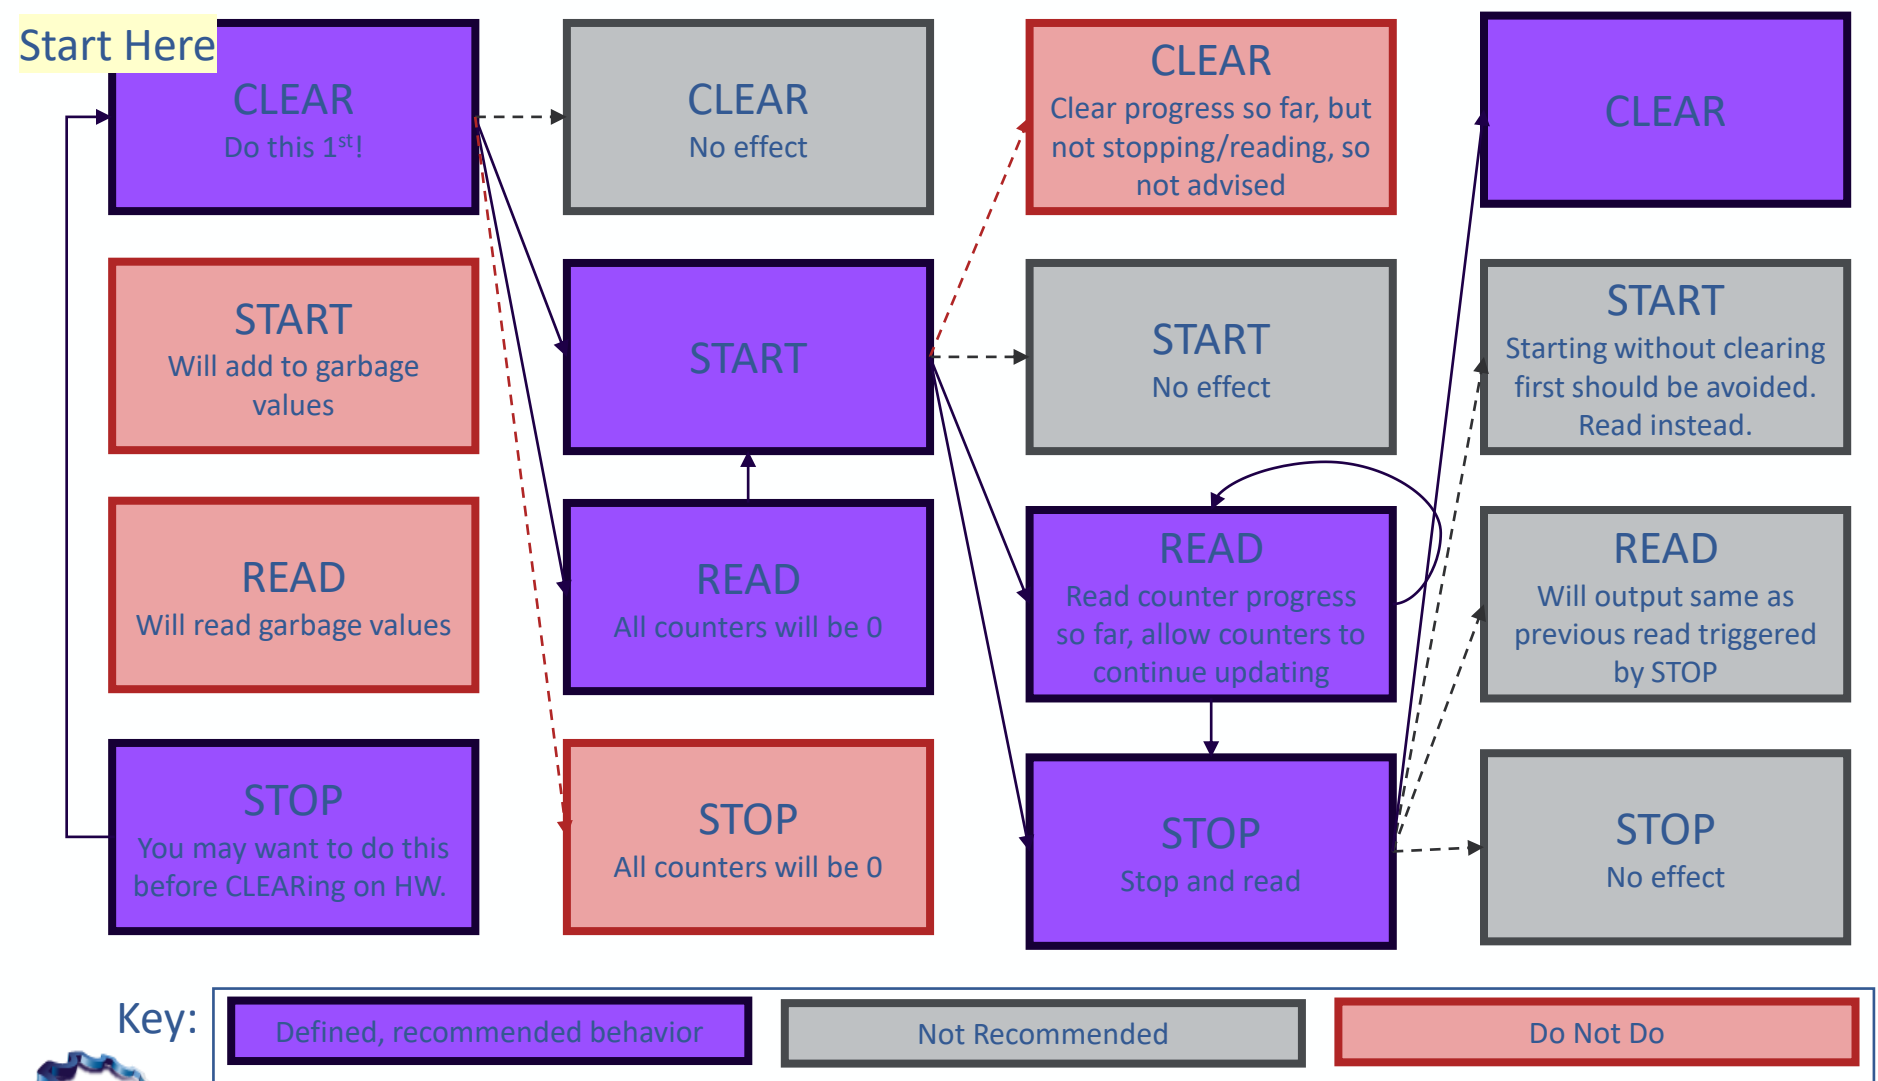 Start Here
CLEAR
Do this 1st!
CLEAR
No effect
CLEAR
Clear progress so far, but
not stopping/reading, so
not advised
CLEAR
START
Will add to garbage
values
START
START
No effect
START
Starting without clearing
first should be avoided.
Read instead.
READ
Will read garbage values
READ
All counters will be 0
READ
Read counter progress
so far, allow counters to
continue updating
READ
Will output same as
previous read triggered
by STOP
STOP
You may want to do this
before CLEARing on HW.
STOP
All counters will be 0
STOP
Stop and read
STOP
No effect
Key:
Defined, recommended behavior
Not Recommended
Do Not Do